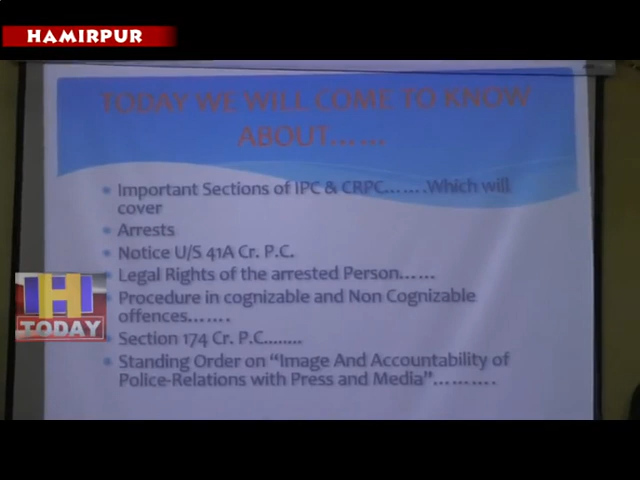 HAMIRPUR
TODAY WE WILL COME TO KNOW
ABOUT......
Important Sections of IPC & CRPC.......Which will
cover
Arrests
Notice U/S 41A Cr. P.C.
Legal Rights of the arrested Person......
Procedure in cognizable and Non Cognizable
offences.......
Section 174 Cr. P.C........
Standing Order on “Image And Accountability of
Police-Relations with Press and Media”..........
H
TODAY